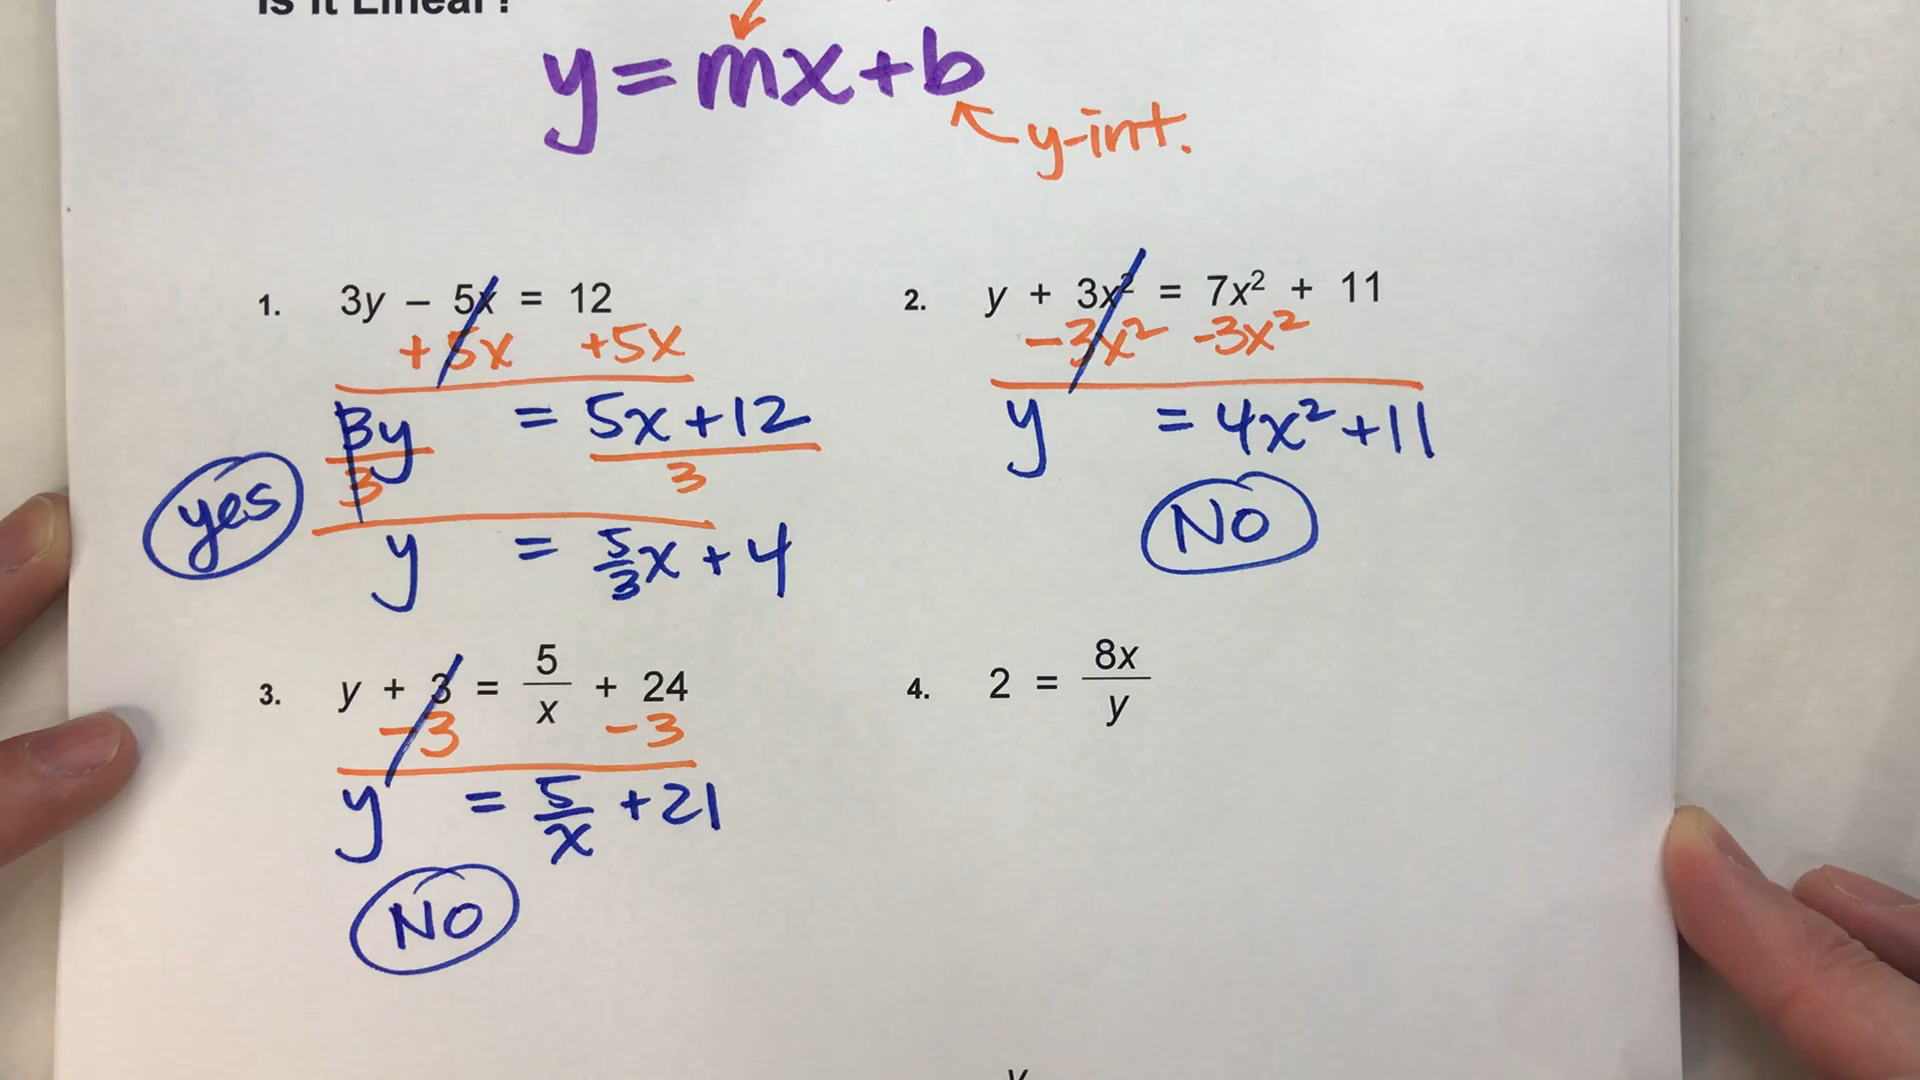 Is it Linear?
y = mx + b
y-int.
1. 3y – 5x = 12
+5x +5x
3y = 5x + 12
3 3
yes
y = 5/3 x + 4
2. y + 3x² = 7x² + 11
-3x² -3x²
y = 4x² + 11
NO
3. y + 3 = 5/x + 24
-3 -3
y = 5/x + 21
NO
4. 2 = 8x/y